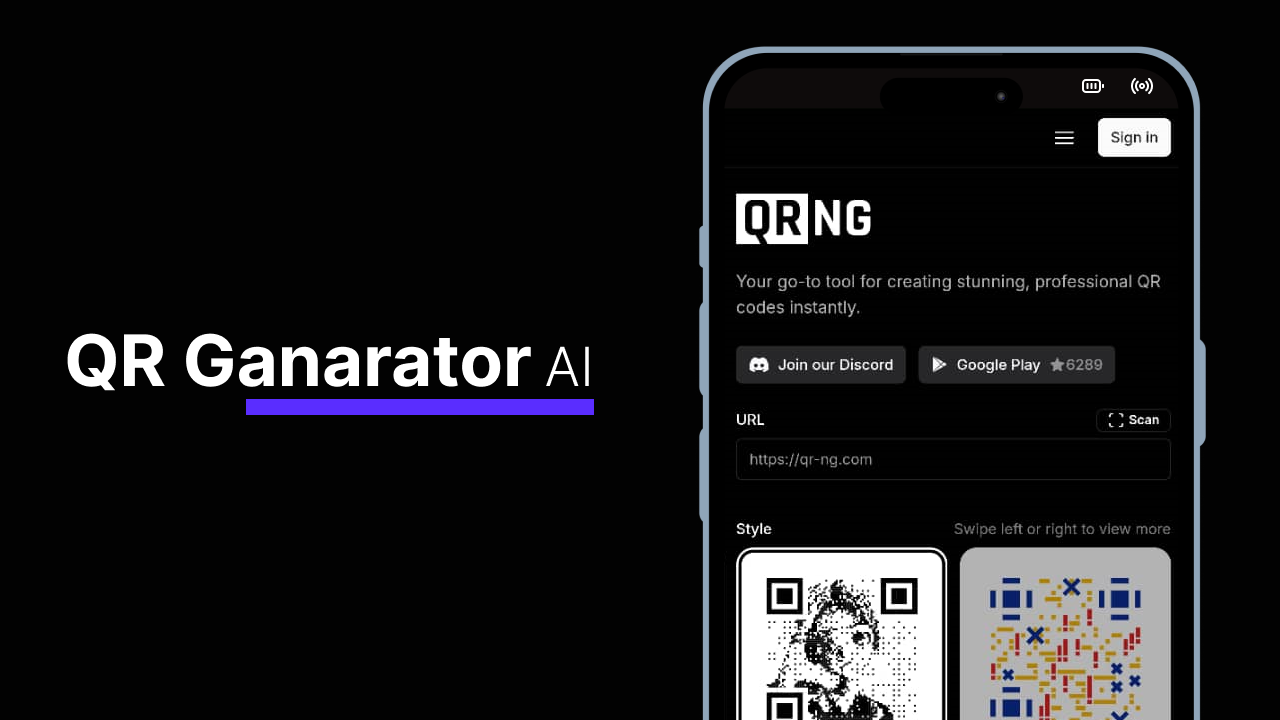 QR Ganarator AI
Sign in
QRNG
Your go-to tool for creating stunning, professional QR
codes instantly.
Join our Discord
Google Play ★6289
URL
Scan
https://qr-ng.com
Style
Swipe left or right to view more